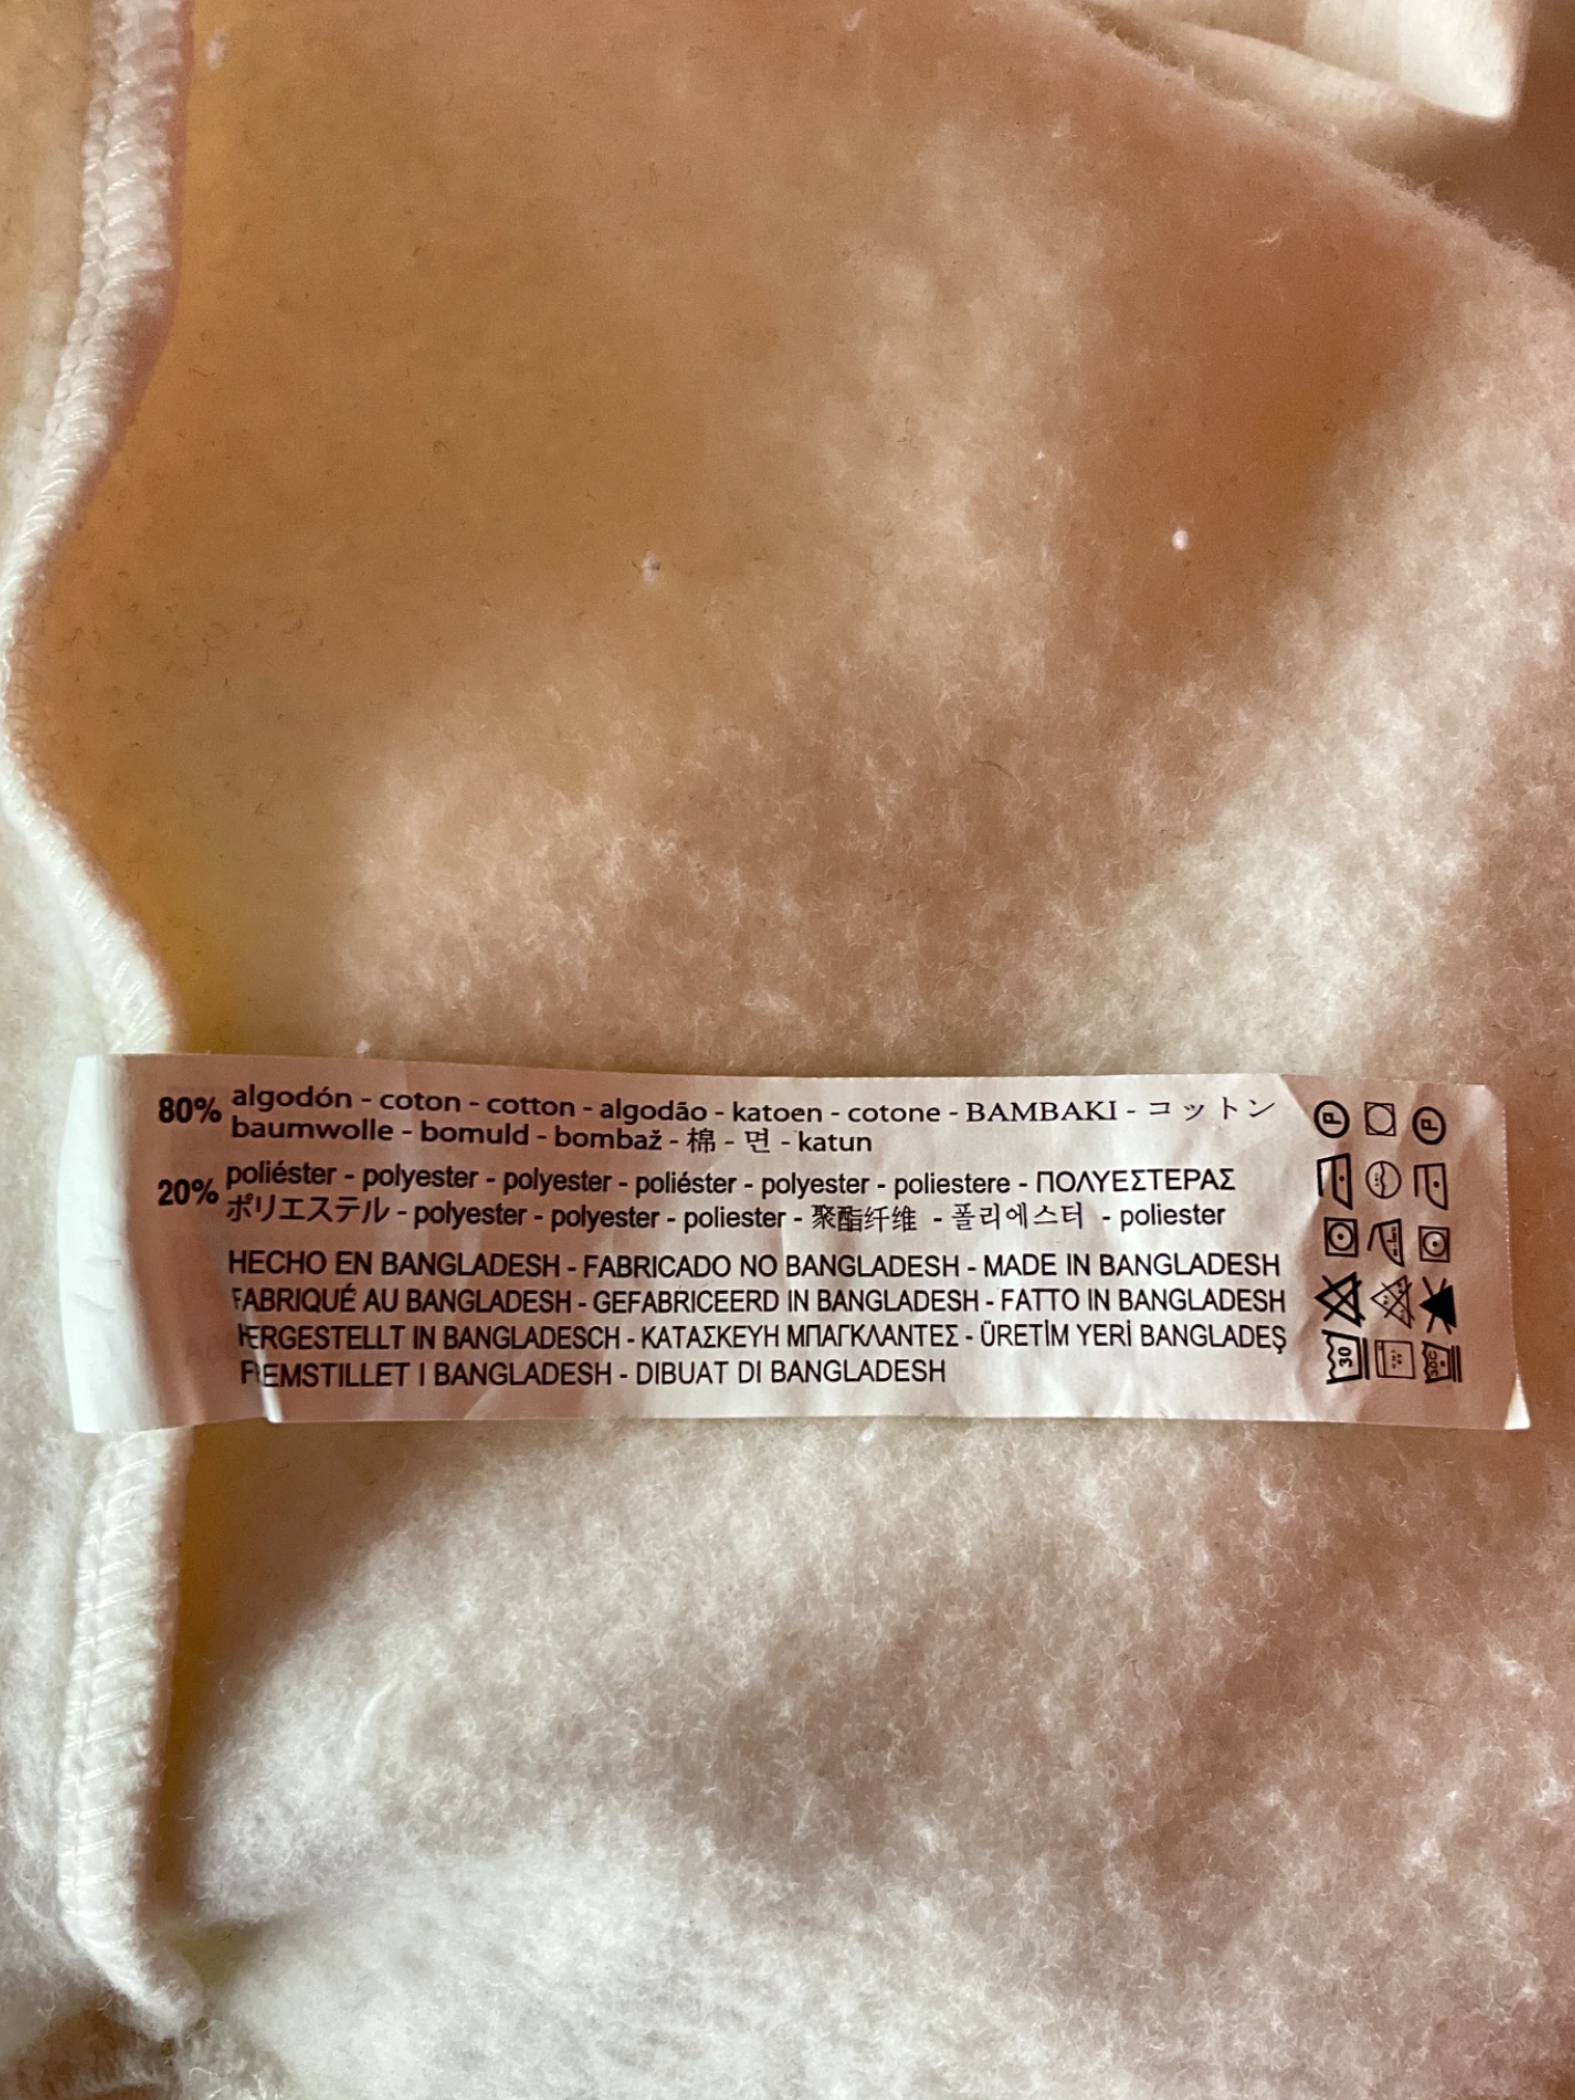 80% algodón - coton - cotton - algodão - katoen - cotone - BAMBAKI - コットン
baumwolle - bomuld - bombaž - 棉 - 면 - katun
20% poliéster - polyester - polyester - poliéster - polyester - poliestere - ΠΟΛΥΕΣΤΕΡΑΣ
ポリエステル - polyester - polyester - poliester - 聚酯纤维 - 폴리에스터 - poliester
HECHO EN BANGLADESH - FABRICADO NO BANGLADESH - MADE IN BANGLADESH
FABRIQUÉ AU BANGLADESH - GEFABRICEERD IN BANGLADESH - FATTO IN BANGLADESH
HERGESTELLT IN BANGLADESCH - ΚΑΤΑΣΚΕΥΗ ΜΠΑΓΚΛΑΝΤΕΣ - ÜRETİM YERİ BANGLADEŞ
FREMSTILLET I BANGLADESH - DIBUAT DI BANGLADESH
P P
30 30C